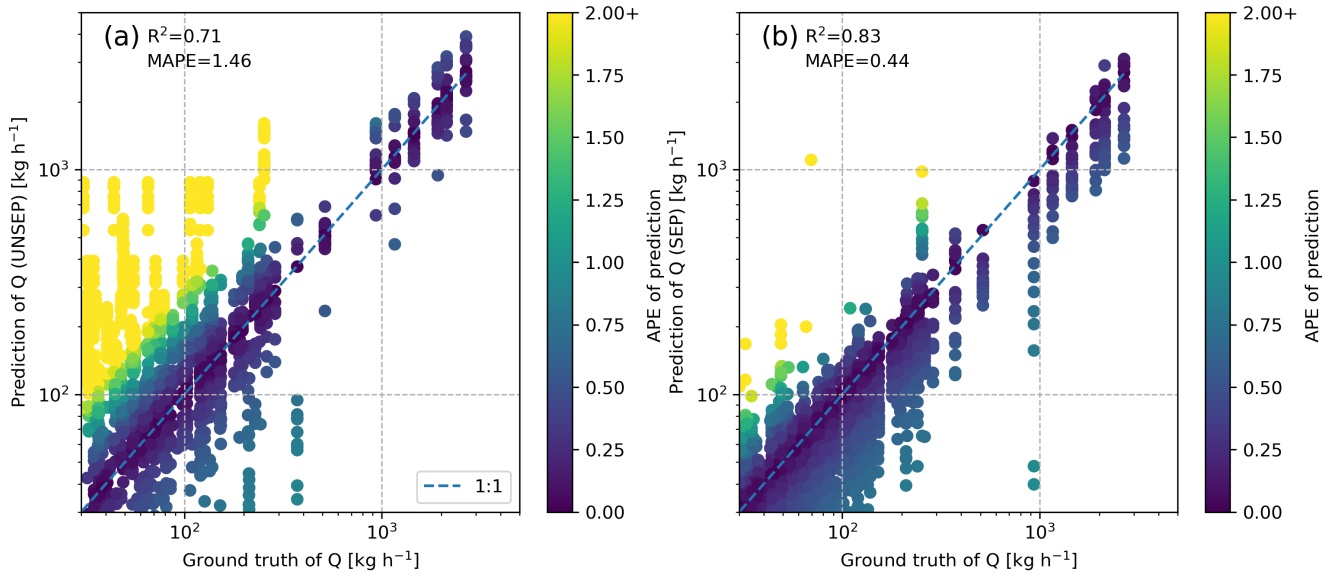 (a) R²=0.71
MAPE=1.46
Prediction of Q (UNSEP) [kg h⁻¹]
10³
10²
10² 10³
Ground truth of Q [kg h⁻¹]
1:1
2.00+
1.75
1.50
1.25
1.00
0.75
0.50
0.25
0.00
APE of prediction
(b) R²=0.83
MAPE=0.44
Prediction of Q (SEP) [kg h⁻¹]
10³
10²
10² 10³
Ground truth of Q [kg h⁻¹]
2.00+
1.75
1.50
1.25
1.00
0.75
0.50
0.25
0.00
APE of prediction